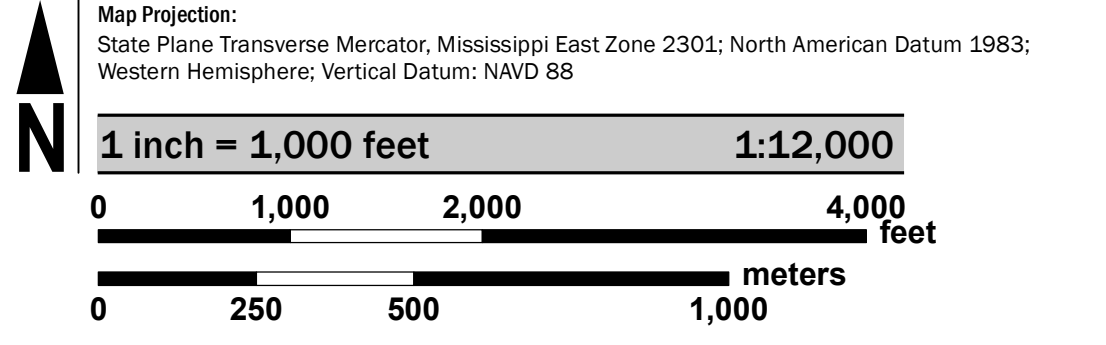 Map Projection:
State Plane Transverse Mercator, Mississippi East Zone 2301; North American Datum 1983;
Western Hemisphere; Vertical Datum: NAVD 88
N
1 inch = 1,000 feet 1:12,000
0 1,000 2,000 4,000
feet
meters
0 250 500 1,000